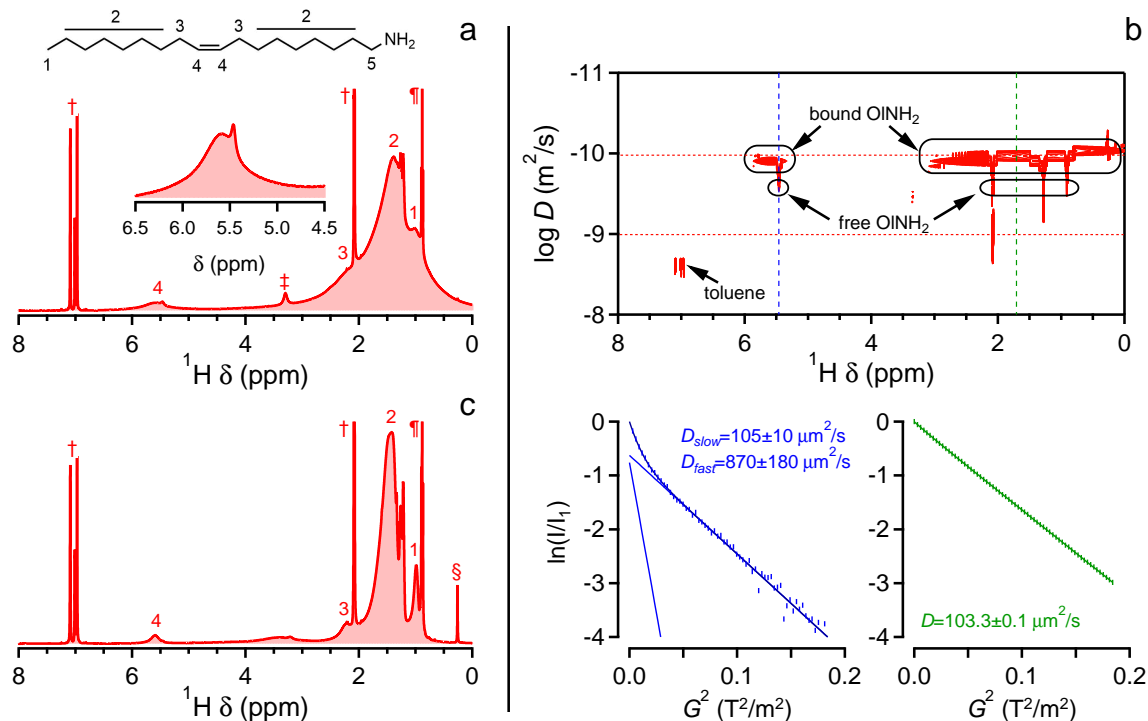 a
2 3 3 2
NH2
1 4 4 5
† † ¶
2
1
3
4
‡
6.5 6.0 5.5 5.0 4.5
δ (ppm)
8 6 4 2 0
1H δ (ppm)
c
† † ¶
2
1
3
4
§
8 6 4 2 0
1H δ (ppm)
b
-11
-10
-9
-8
log D (m2/s)
bound OlNH2
free OlNH2
toluene
8 6 4 2 0
1H δ (ppm)
0
-1
-2
-3
-4
ln(I/I1)
Dslow=105±10 µm2/s
Dfast=870±180 µm2/s
0.0 0.1 0.2
G2 (T2/m2)
0
-1
-2
-3
-4
D=103.3±0.1 µm2/s
0.0 0.1 0.2
G2 (T2/m2)